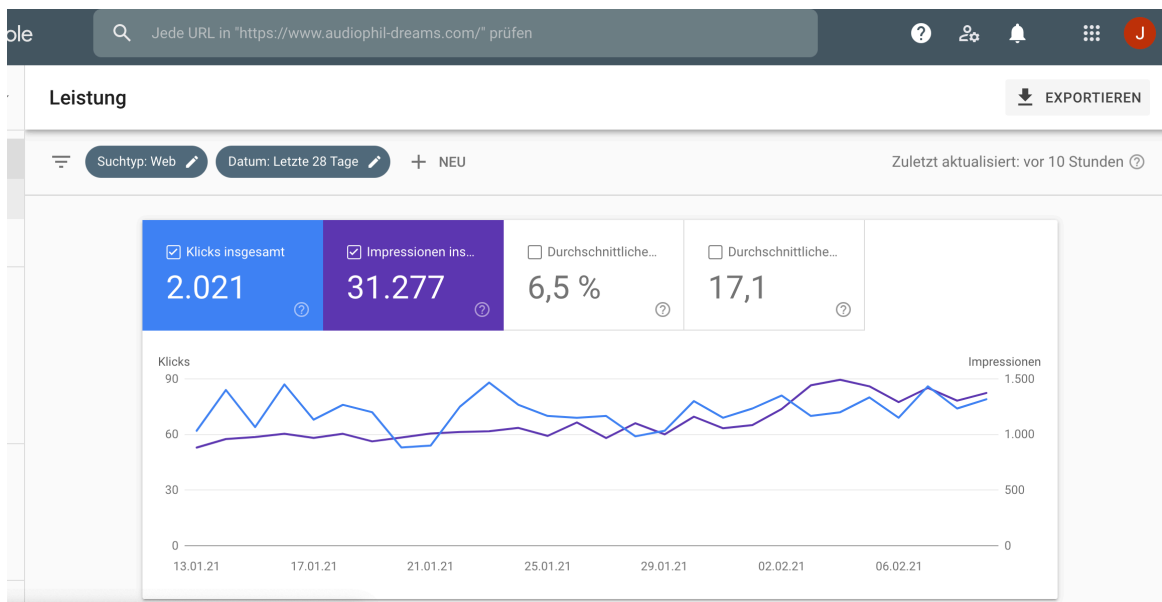 ole
Jede URL in "https://www.audiophil-dreams.com/" prüfen
J
Leistung
EXPORTIEREN
Suchtyp: Web
Datum: Letzte 28 Tage
NEU
Zuletzt aktualisiert: vor 10 Stunden
Klicks insgesamt
2.021
Impressionen ins...
31.277
Durchschnittliche...
6,5 %
Durchschnittliche...
17,1
Klicks
Impressionen
90
1.500
60
1.000
30
500
0
0
13.01.21
17.01.21
21.01.21
25.01.21
29.01.21
02.02.21
06.02.21